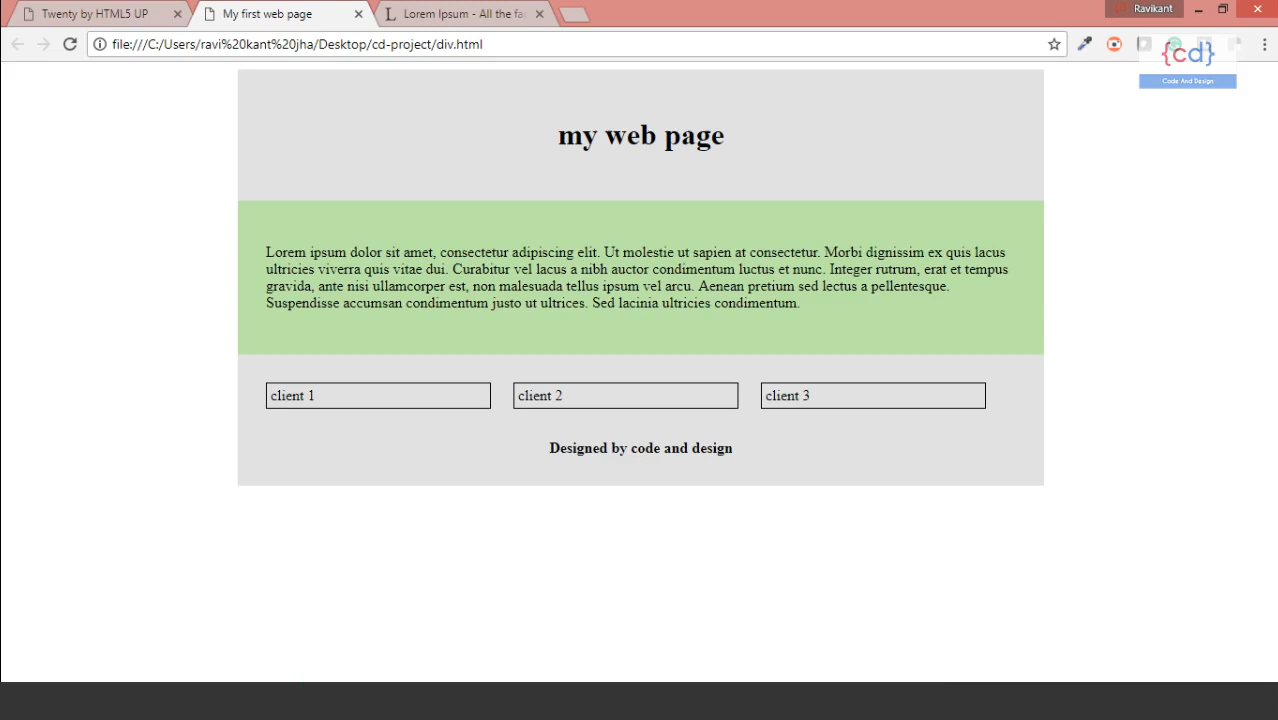 Twenty by HTML5 UP
My first web page
Lorem Ipsum - All the fa
Ravikant
file:///C:/Users/ravi%20kant%20jha/Desktop/cd-project/div.html
{cd}
Code And Design
my web page
Lorem ipsum dolor sit amet, consectetur adipiscing elit. Ut molestie ut sapien at consectetur. Morbi dignissim ex quis lacus
ultricies viverra quis vitae dui. Curabitur vel lacus a nibh auctor condimentum luctus et nunc. Integer rutrum, erat et tempus
gravida, ante nisi ullamcorper est, non malesuada tellus ipsum vel arcu. Aenean pretium sed lectus a pellentesque.
Suspendisse accumsan condimentum justo ut ultrices. Sed lacinia ultricies condimentum.
client 1
client 2
client 3
Designed by code and design